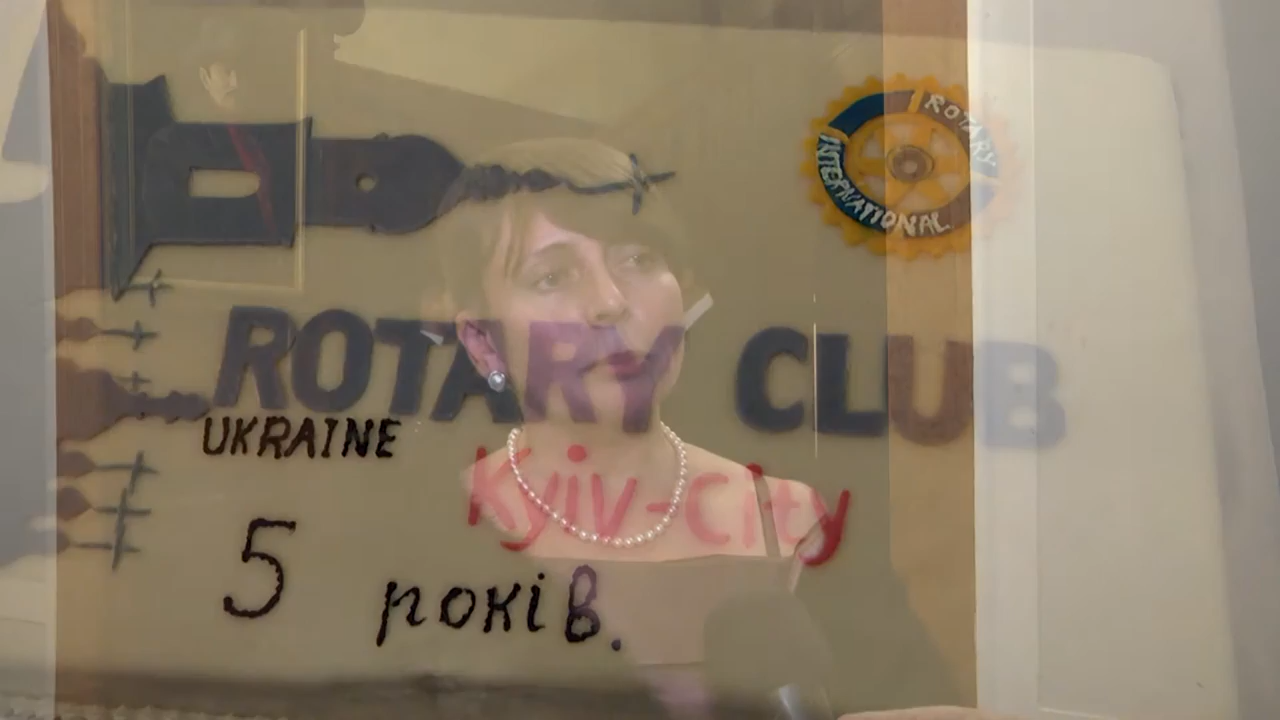 ROTARY
INTERNATIONAL
ROTARY CLUB
UKRAINE
Kyiv-city
5 років.